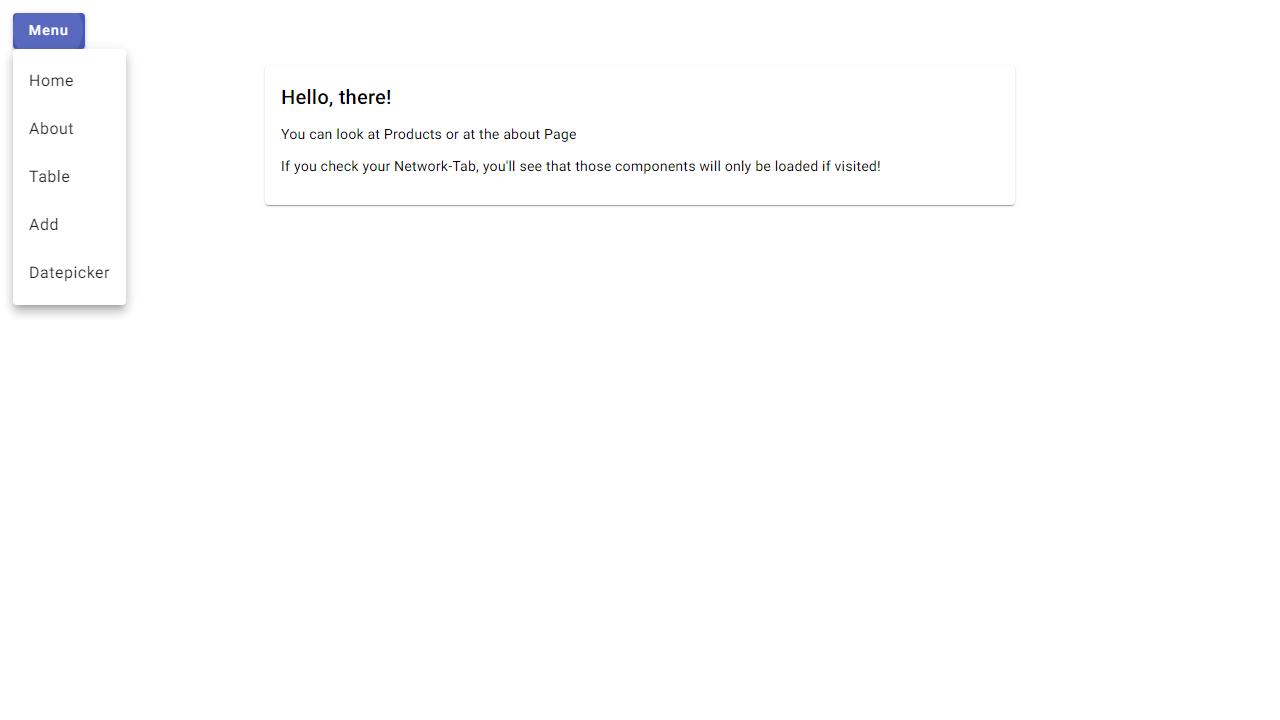 Menu
Home
About
Table
Add
Datepicker
Hello, there!
You can look at Products or at the about Page
If you check your Network-Tab, you'll see that those components will only be loaded if visited!